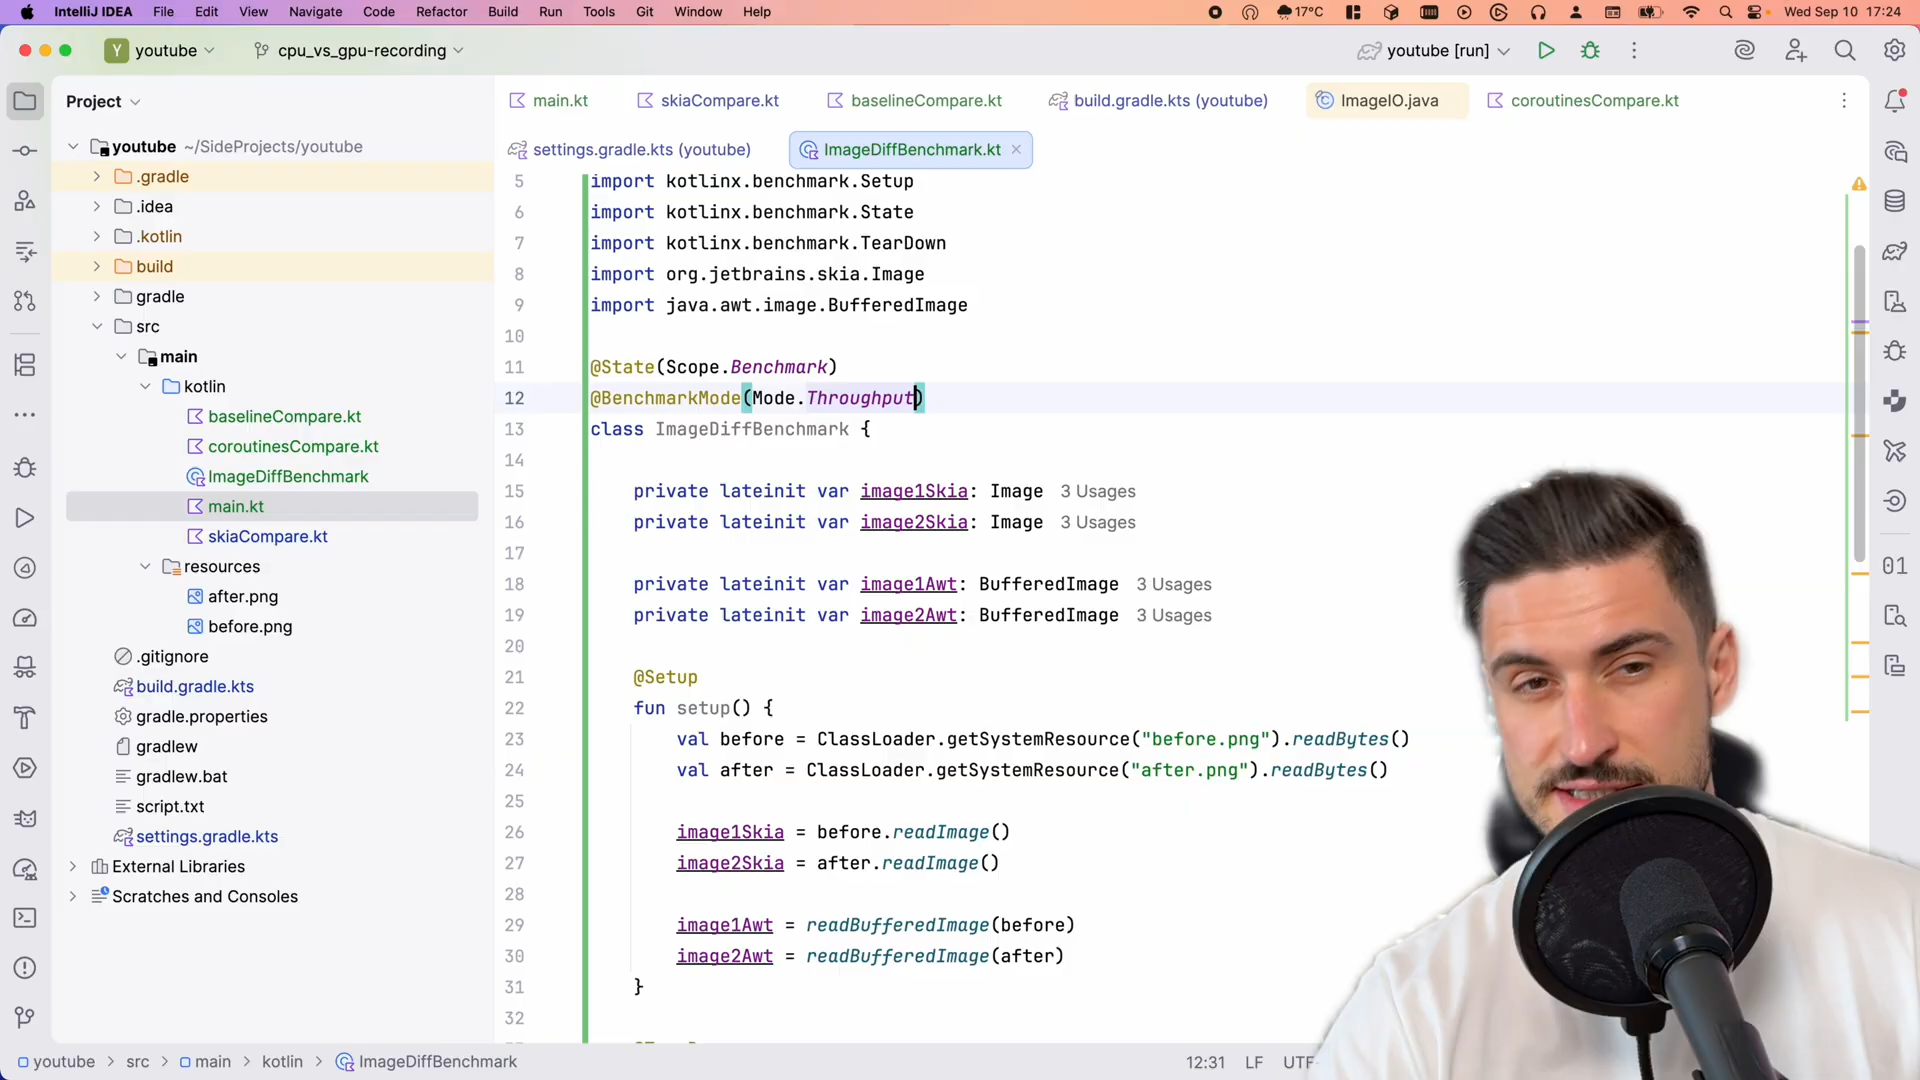 IntelliJ IDEA File Edit View Navigate Code Refactor Build Run Tools Git Window Help 17°C Wed Sep 10 17:24
Y youtube cpu_vs_gpu-recording youtube [run]
Project
youtube ~/SideProjects/youtube
.gradle
.idea
.kotlin
build
gradle
src
main
kotlin
baselineCompare.kt
coroutinesCompare.kt
ImageDiffBenchmark
main.kt
skiaCompare.kt
resources
after.png
before.png
.gitignore
build.gradle.kts
gradle.properties
gradlew
gradlew.bat
script.txt
settings.gradle.kts
External Libraries
Scratches and Consoles
main.kt skiaCompare.kt baselineCompare.kt build.gradle.kts (youtube) ImageIO.java coroutinesCompare.kt
settings.gradle.kts (youtube) ImageDiffBenchmark.kt
5 import kotlinx.benchmark.Setup
6 import kotlinx.benchmark.State
7 import kotlinx.benchmark.TearDown
8 import org.jetbrains.skia.Image
9 import java.awt.image.BufferedImage
10
11 @State(Scope.Benchmark)
12 @BenchmarkMode(Mode.Throughput)
13 class ImageDiffBenchmark {
14
15 private lateinit var image1Skia: Image 3 Usages
16 private lateinit var image2Skia: Image 3 Usages
17
18 private lateinit var image1Awt: BufferedImage 3 Usages
19 private lateinit var image2Awt: BufferedImage 3 Usages
20
21 @Setup
22 fun setup() {
23 val before = ClassLoader.getSystemResource("before.png").readBytes()
24 val after = ClassLoader.getSystemResource("after.png").readBytes()
25
26 image1Skia = before.readImage()
27 image2Skia = after.readImage()
28
29 image1Awt = readBufferedImage(before)
30 image2Awt = readBufferedImage(after)
31 }
32
01
youtube > src > main > kotlin > ImageDiffBenchmark 12:31 LF UTF-